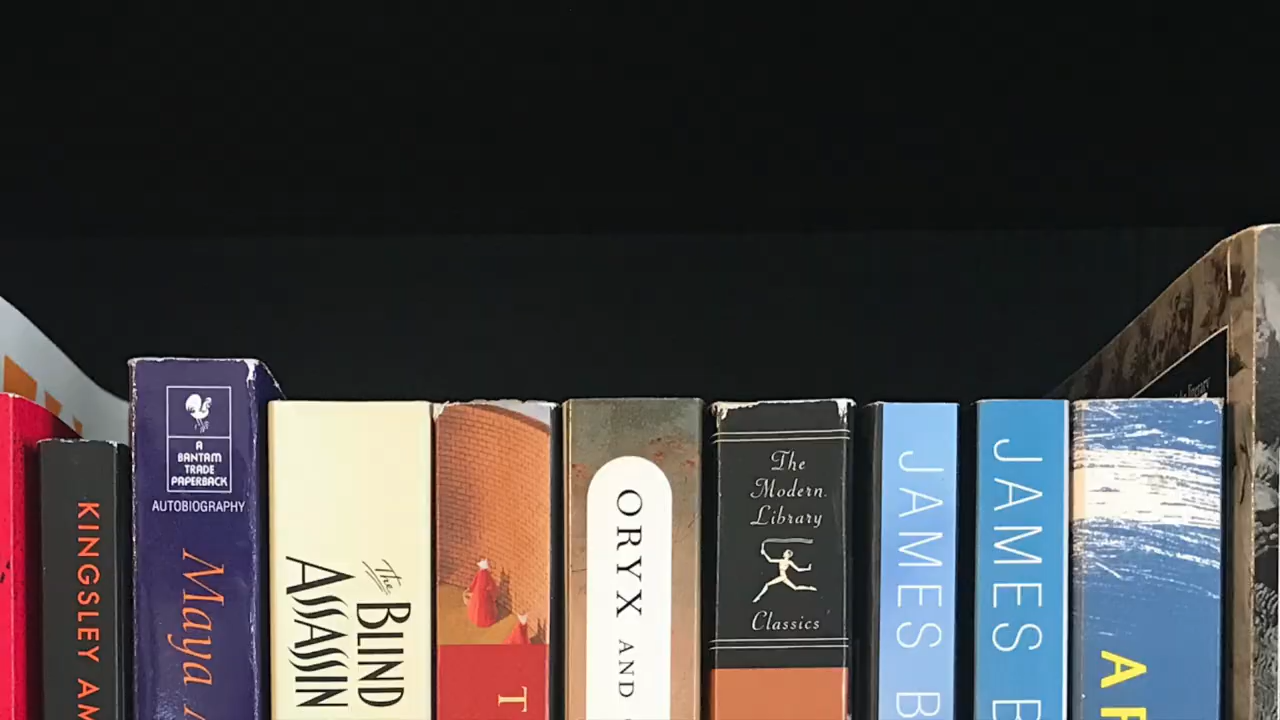 KINGSLEY AM
A
BANTAM
TRADE
PAPERBACK
AUTOBIOGRAPHY
Maya
The BLIND
ASSASSIN
T
ORYX AND
The
Modern
Library
Classics
JAMES B
JAMES B
A F